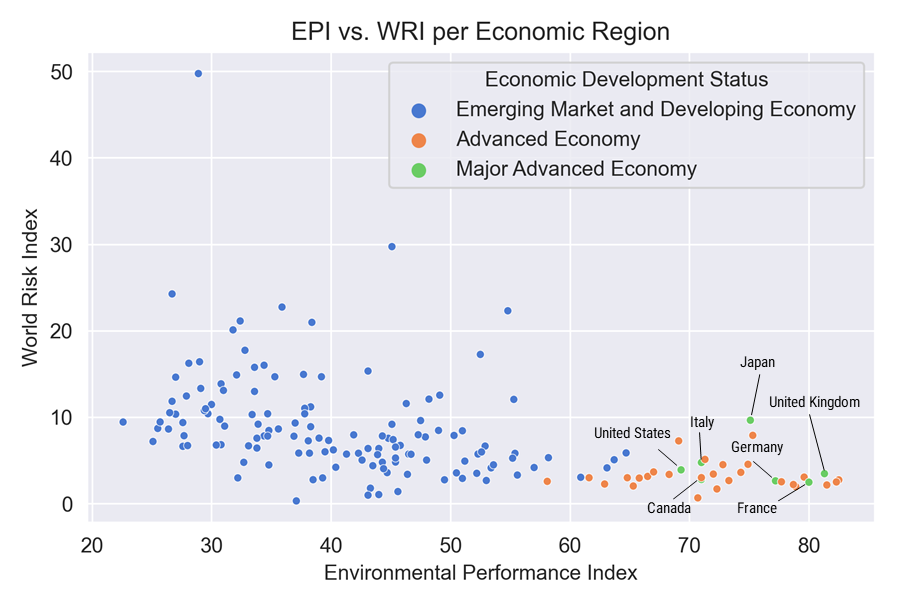 EPI vs. WRI per Economic Region
World Risk Index
50
40
30
20
10
0
Economic Development Status
Emerging Market and Developing Economy
Advanced Economy
Major Advanced Economy
Japan
United Kingdom
Italy
United States
Germany
Canada
France
20 30 40 50 60 70 80
Environmental Performance Index